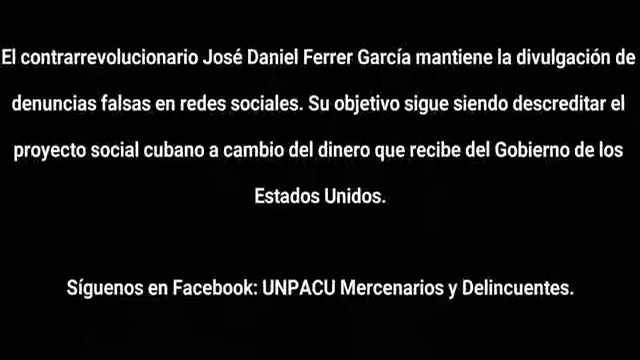 El contrarrevolucionario José Daniel Ferrer García mantiene la divulgación de
denuncias falsas en redes sociales. Su objetivo sigue siendo descreditar el
proyecto social cubano a cambio del dinero que recibe del Gobierno de los
Estados Unidos.
Síguenos en Facebook: UNPACU Mercenarios y Delincuentes.